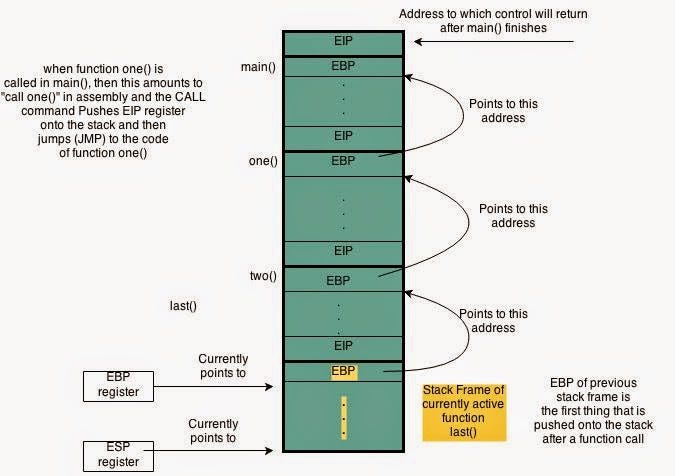 Address to which control will return
after main() finishes
EIP
when function one() is
called in main(), then this amounts to
"call one()" in assembly and the CALL
command Pushes EIP register
onto the stack and then
jumps (JMP) to the code
of function one()
main()
EBP
.
.
.
Points to this
address
EIP
one()
EBP
.
.
.
Points to this
address
EIP
two()
EBP
last()
.
.
.
Points to this
address
EIP
EBP
register
Currently
points to
EBP
.
.
.
Stack Frame of
currently active
function
last()
EBP of previous
stack frame is
the first thing that is
pushed onto the stack
after a function call
ESP
register
Currently
points to